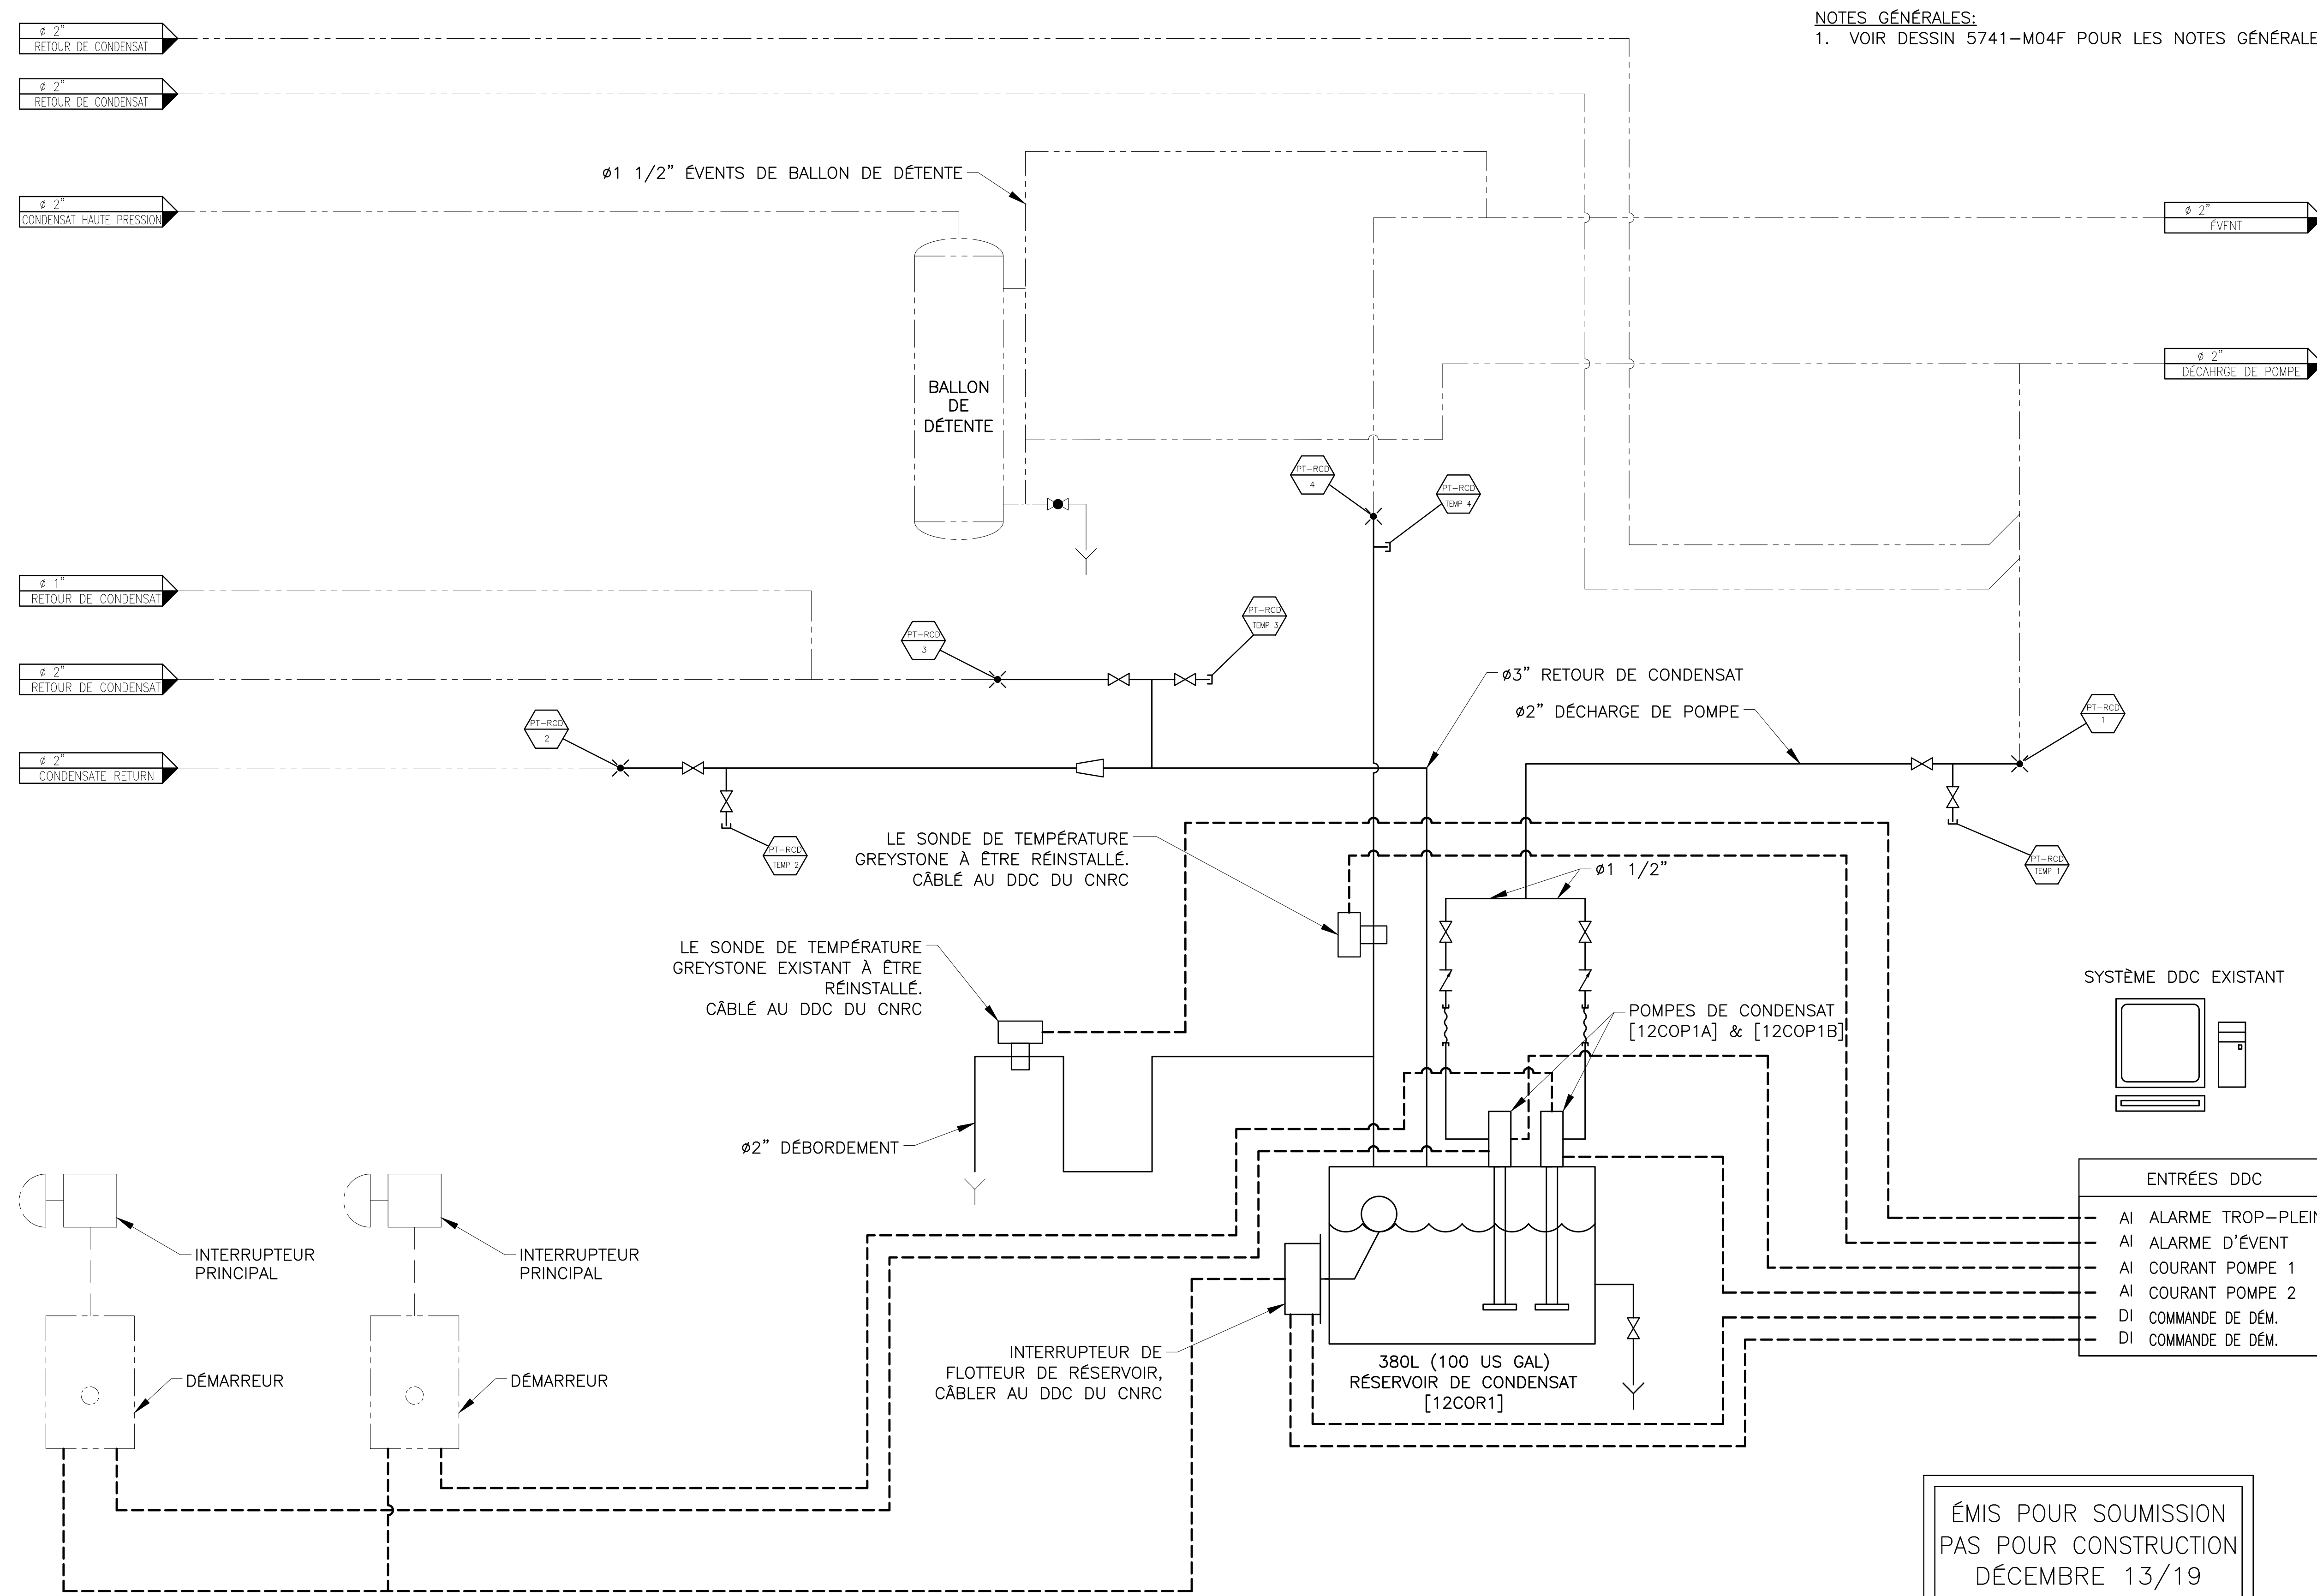 NOTES GÉNÉRALES:
1. VOIR DESSIN 5741-M04F POUR LES NOTES GÉNÉRALE
ø 2"
RETOUR DE CONDENSAT
ø 2"
RETOUR DE CONDENSAT
ø1 1/2" ÉVENTS DE BALLON DE DÉTENTE
ø 2"
CONDENSAT HAUTE PRESSION
ø 2"
ÉVENT
ø 2"
DÉCAHRGE DE POMPE
BALLON
DE
DÉTENTE
PT-RCD
4
PT-RCD
TEMP 4
ø 1"
RETOUR DE CONDENSAT
PT-RCD
3
PT-RCD
TEMP 3
ø 2"
RETOUR DE CONDENSAT
ø3" RETOUR DE CONDENSAT
ø2" DÉCHARGE DE POMPE
PT-RCD
1
PT-RCD
2
ø 2"
CONDENSATE RETURN
PT-RCD
TEMP 2
PT-RCD
TEMP 1
LE SONDE DE TEMPÉRATURE
GREYSTONE À ÊTRE RÉINSTALLÉ.
CÂBLÉ AU DDC DU CNRC
ø1 1/2"
LE SONDE DE TEMPÉRATURE
GREYSTONE EXISTANT À ÊTRE
RÉINSTALLÉ.
CÂBLÉ AU DDC DU CNRC
POMPES DE CONDENSAT
[12COP1A] & [12COP1B]
SYSTÈME DDC EXISTANT
ø2" DÉBORDEMENT
ENTRÉES DDC
AI ALARME TROP-PLEIN
AI ALARME D'ÉVENT
AI COURANT POMPE 1
AI COURANT POMPE 2
DI COMMANDE DE DÉM.
DI COMMANDE DE DÉM.
INTERRUPTEUR
PRINCIPAL
INTERRUPTEUR
PRINCIPAL
DÉMARREUR
DÉMARREUR
INTERRUPTEUR DE
FLOTTEUR DE RÉSERVOIR,
CÂBLER AU DDC DU CNRC
380L (100 US GAL)
RÉSERVOIR DE CONDENSAT
[12COR1]
ÉMIS POUR SOUMISSION
PAS POUR CONSTRUCTION
DÉCEMBRE 13/19